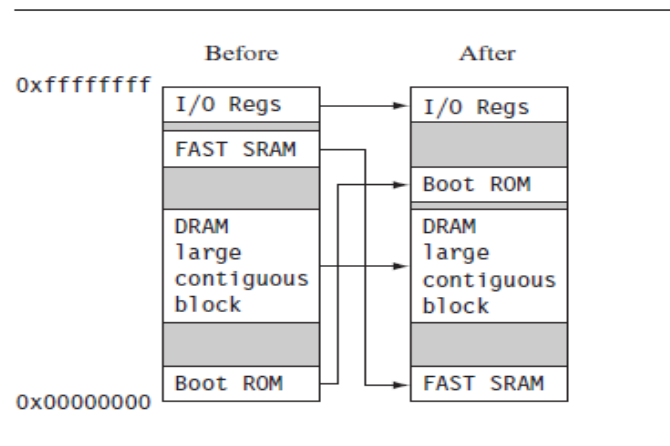 Before
After
0xffffffff
I/O Regs
I/O Regs
FAST SRAM
Boot ROM
DRAM
large
contiguous
block
DRAM
large
contiguous
block
Boot ROM
FAST SRAM
0x00000000